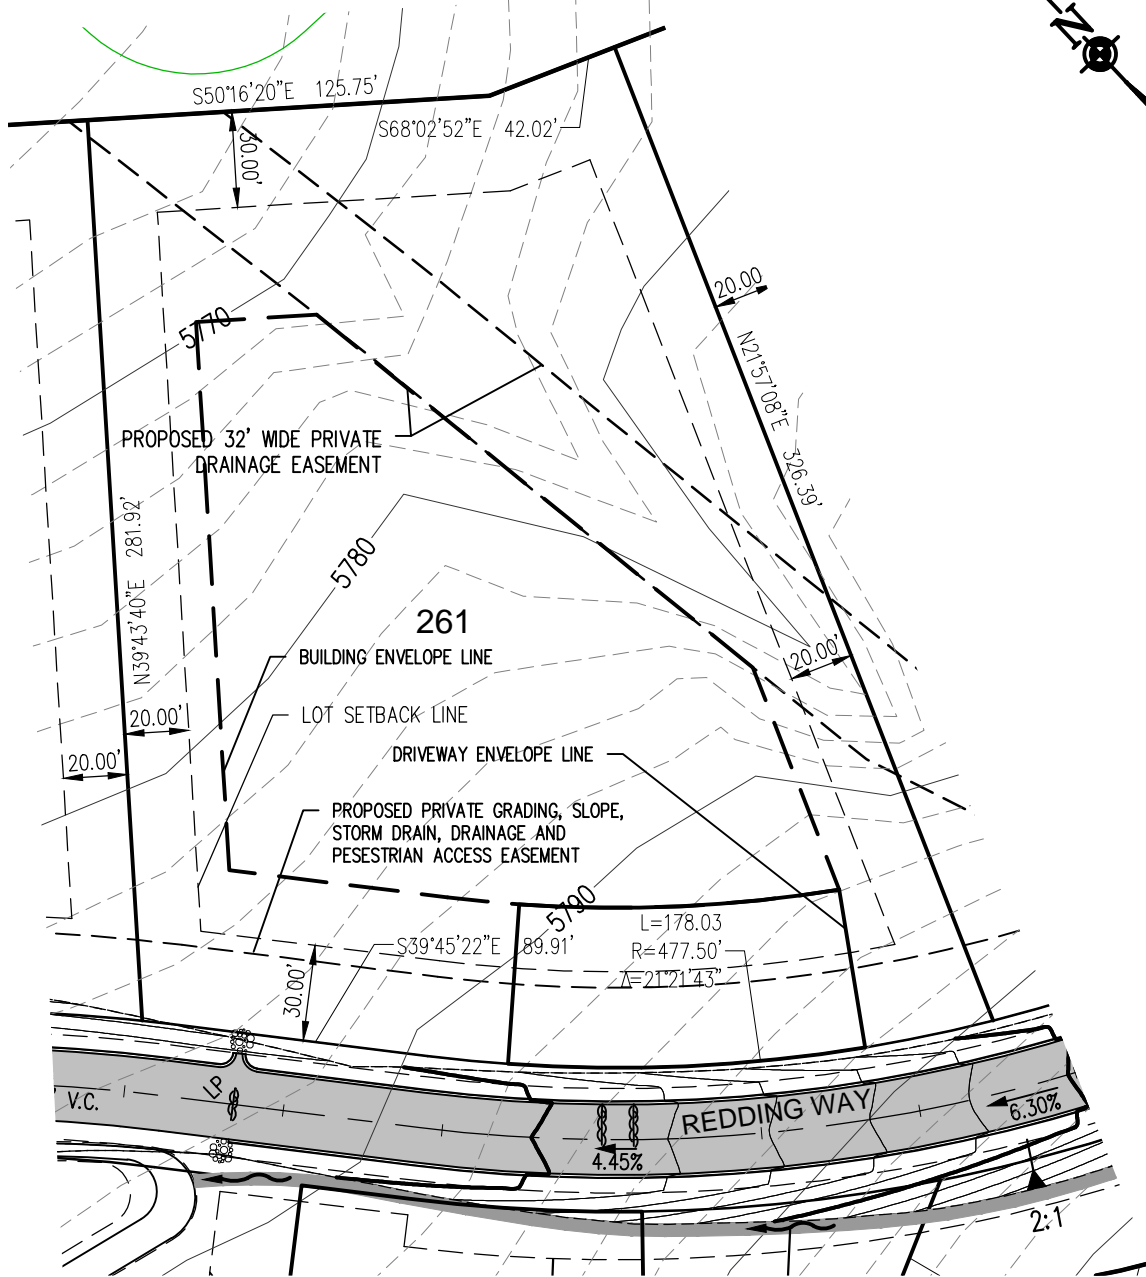 N
S50°16'20"E 125.75'
S68°02'52"E 42.02'
30.00'
20.00
5770
N21°57'08"E 326.39'
PROPOSED 32' WIDE PRIVATE
DRAINAGE EASEMENT
N39°43'40"E 281.92'
5780
261
BUILDING ENVELOPE LINE
20.00'
LOT SETBACK LINE
20.00'
20.00'
DRIVEWAY ENVELOPE LINE
PROPOSED PRIVATE GRADING, SLOPE,
STORM DRAIN, DRAINAGE AND
PESESTRIAN ACCESS EASEMENT
5790
L=178.03
S39°45'22"E 89.91'
R=477.50'
Δ=21°21'43"
30.00'
LP
' V.C.
REDDING WAY
6.30%
4.45%
2:1